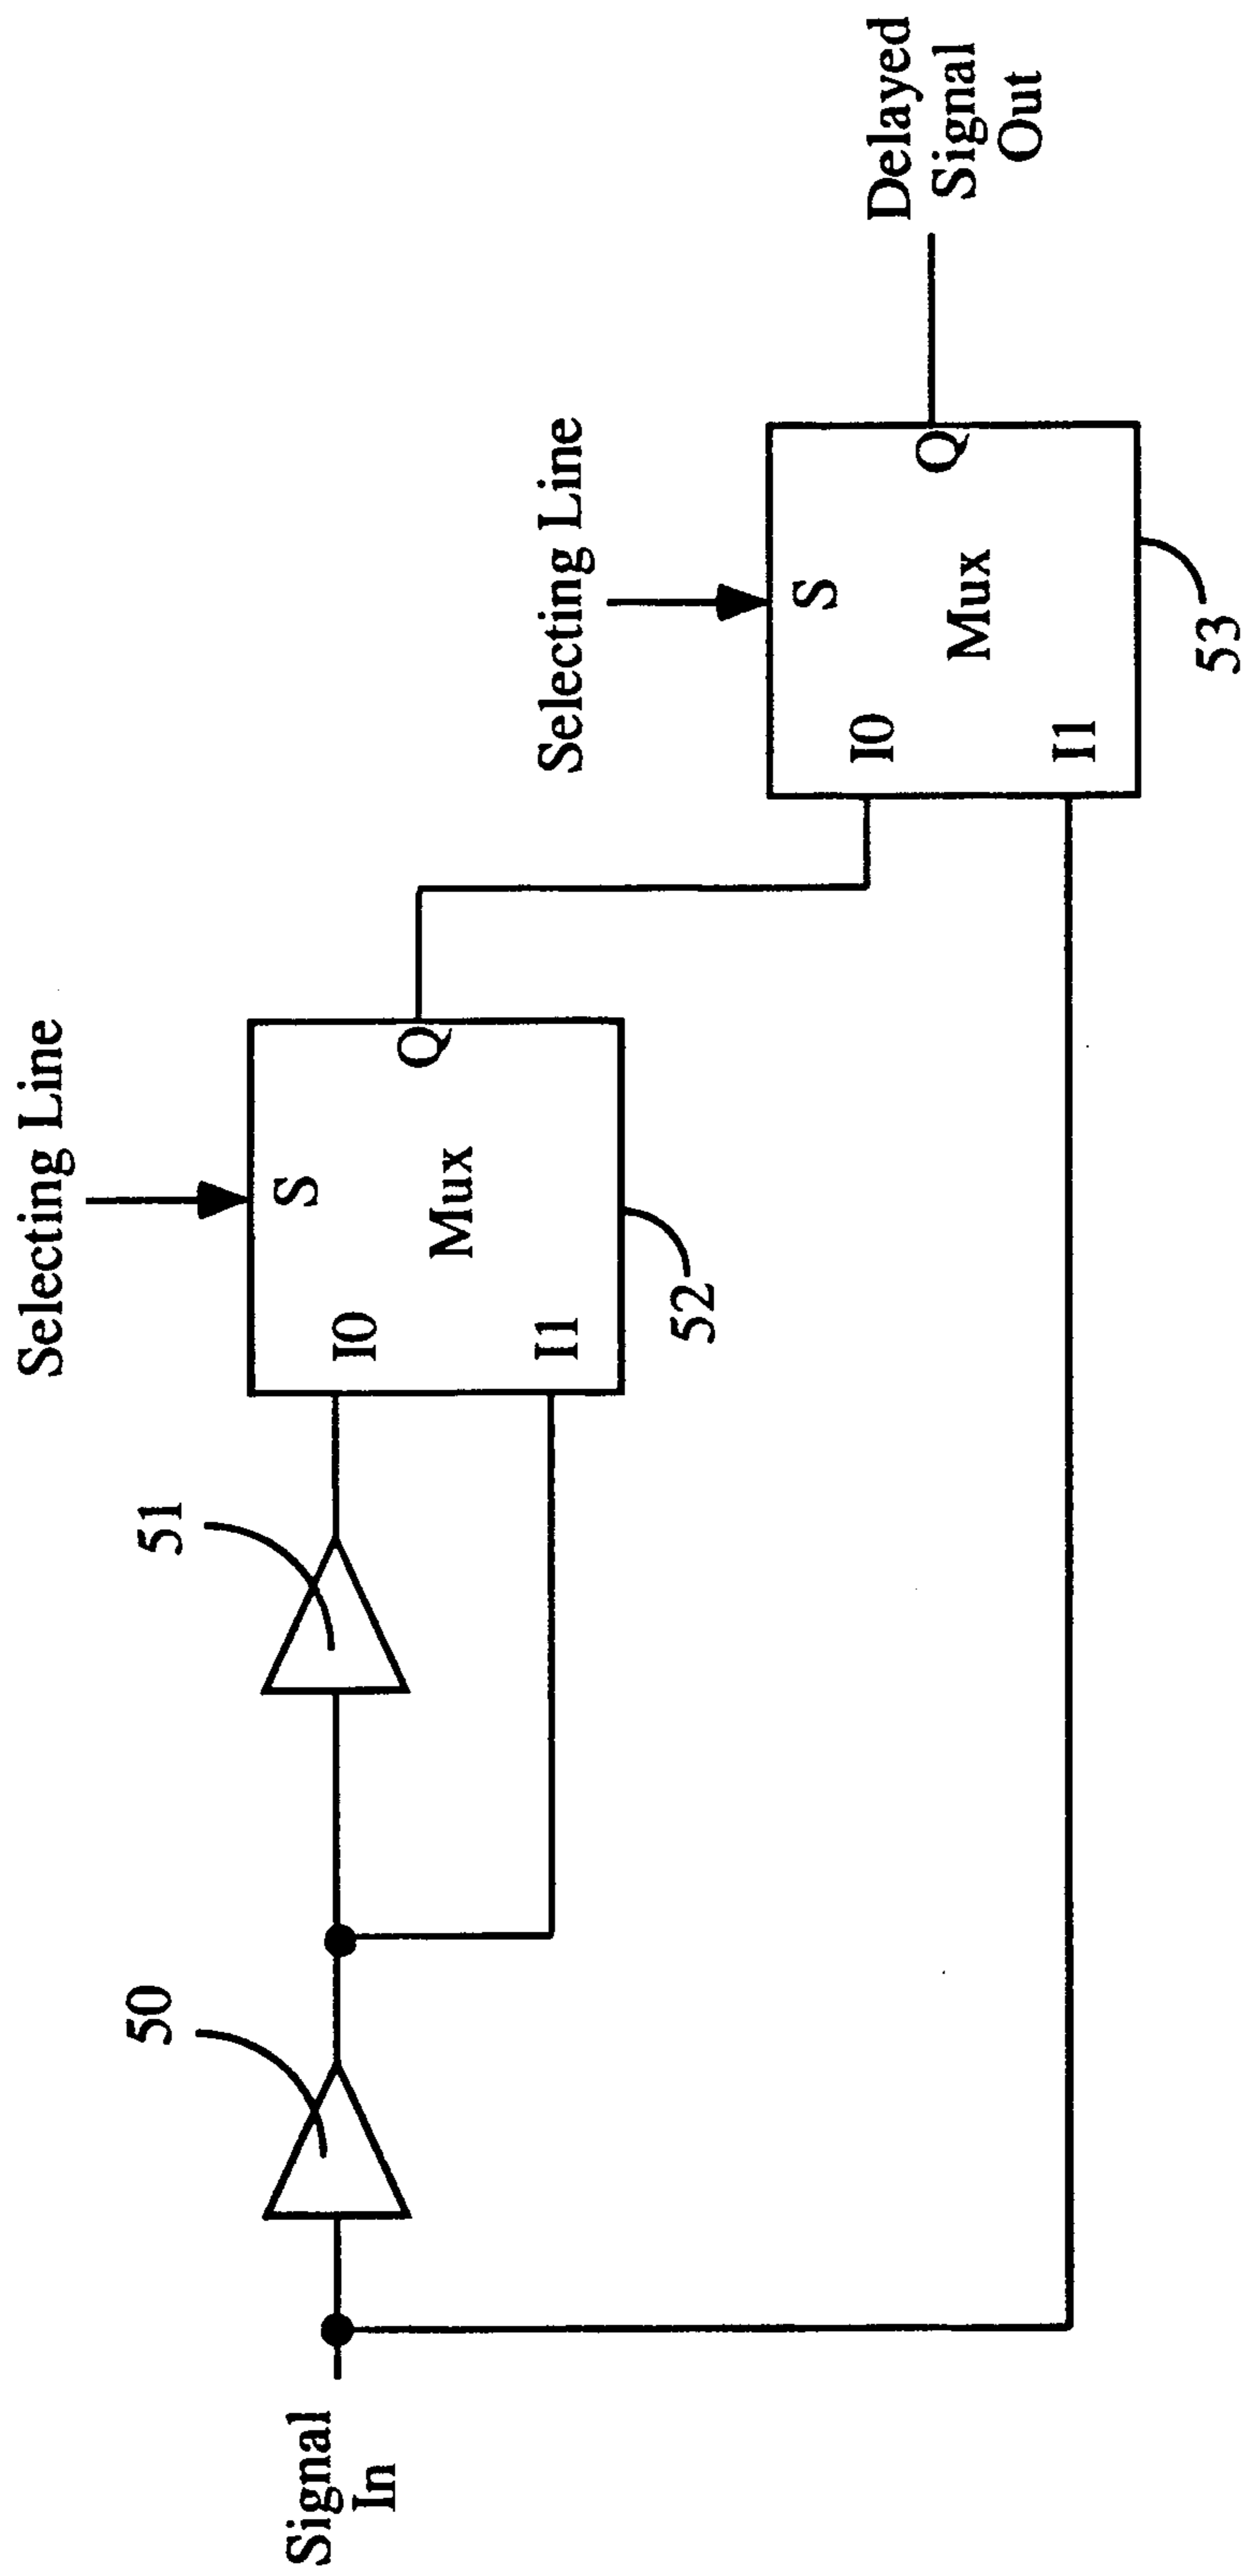 Selecting Line
50
51
S
I0
Q
Mux
I1
52
Signal
In
Selecting Line
S
I0
Q
Mux
I1
53
Delayed
Signal
Out